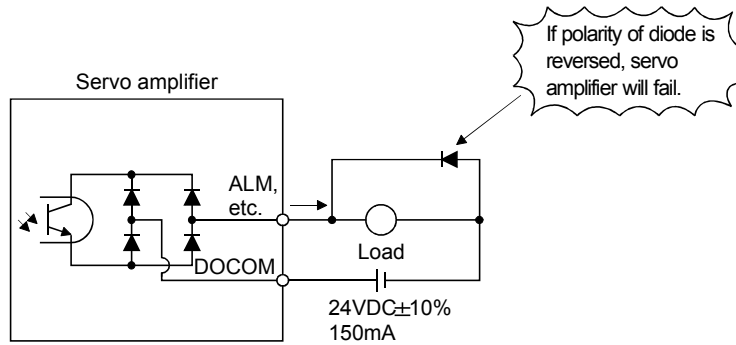 If polarity of diode is
reversed, servo
amplifier will fail.
Servo amplifier
ALM,
etc.
Load
DOCOM
24VDC±10%
150mA